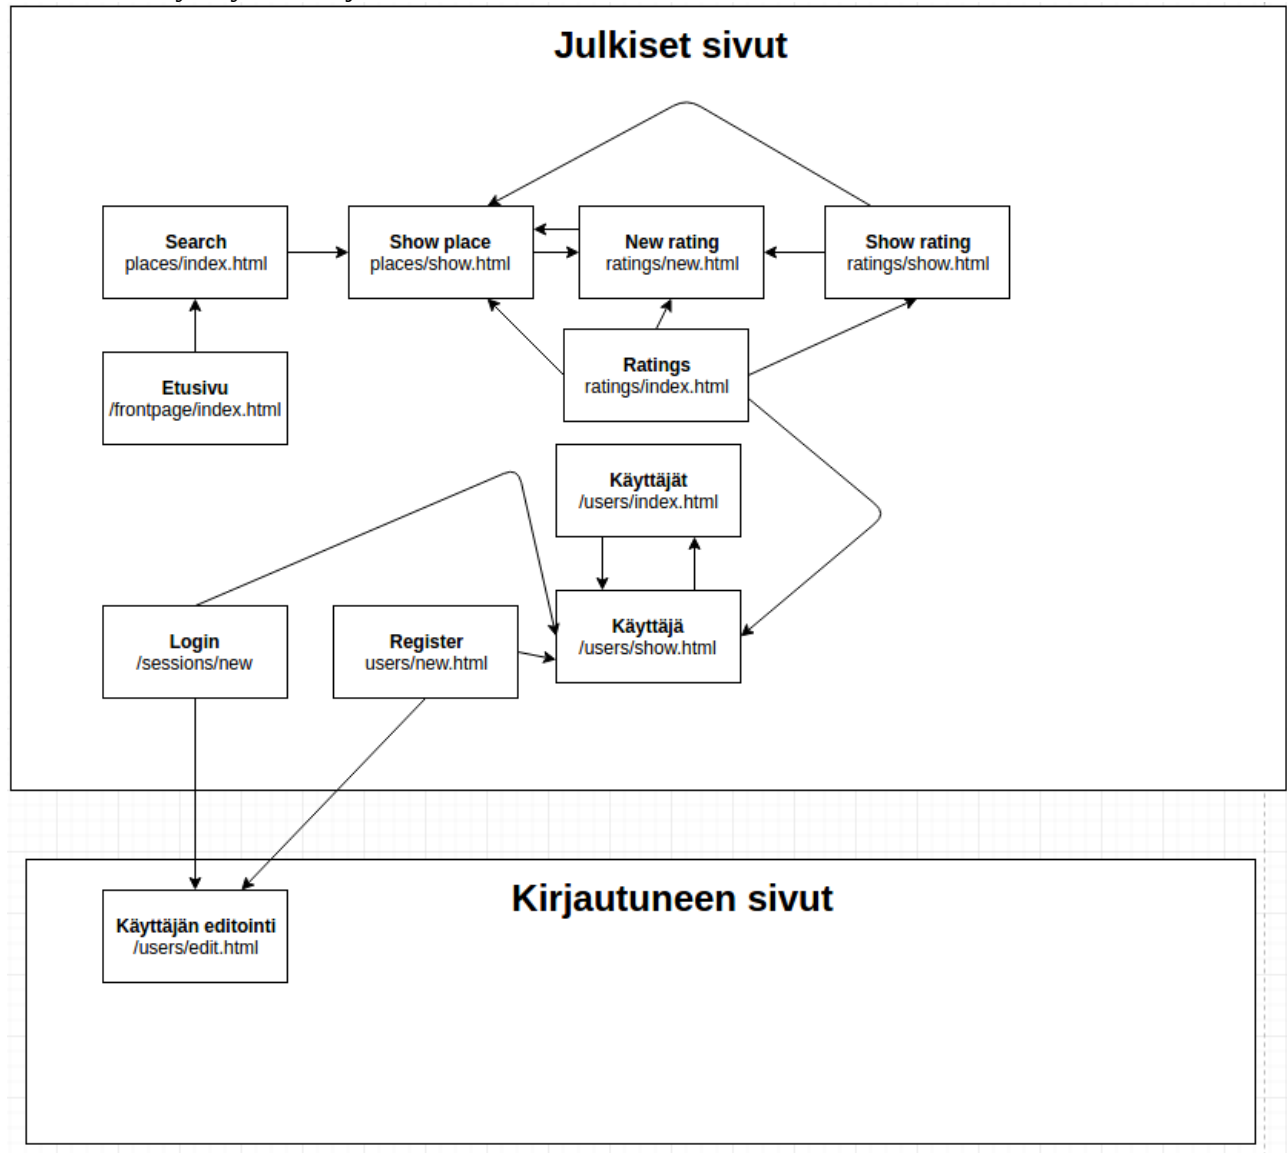 Julkiset sivut
Search
places/index.html
Show place
places/show.html
New rating
ratings/new.html
Show rating
ratings/show.html
Etusivu
/frontpage/index.html
Ratings
ratings/index.html
Käyttäjät
/users/index.html
Login
/sessions/new
Register
users/new.html
Käyttäjä
/users/show.html
Kirjautuneen sivut
Käyttäjän editointi
/users/edit.html